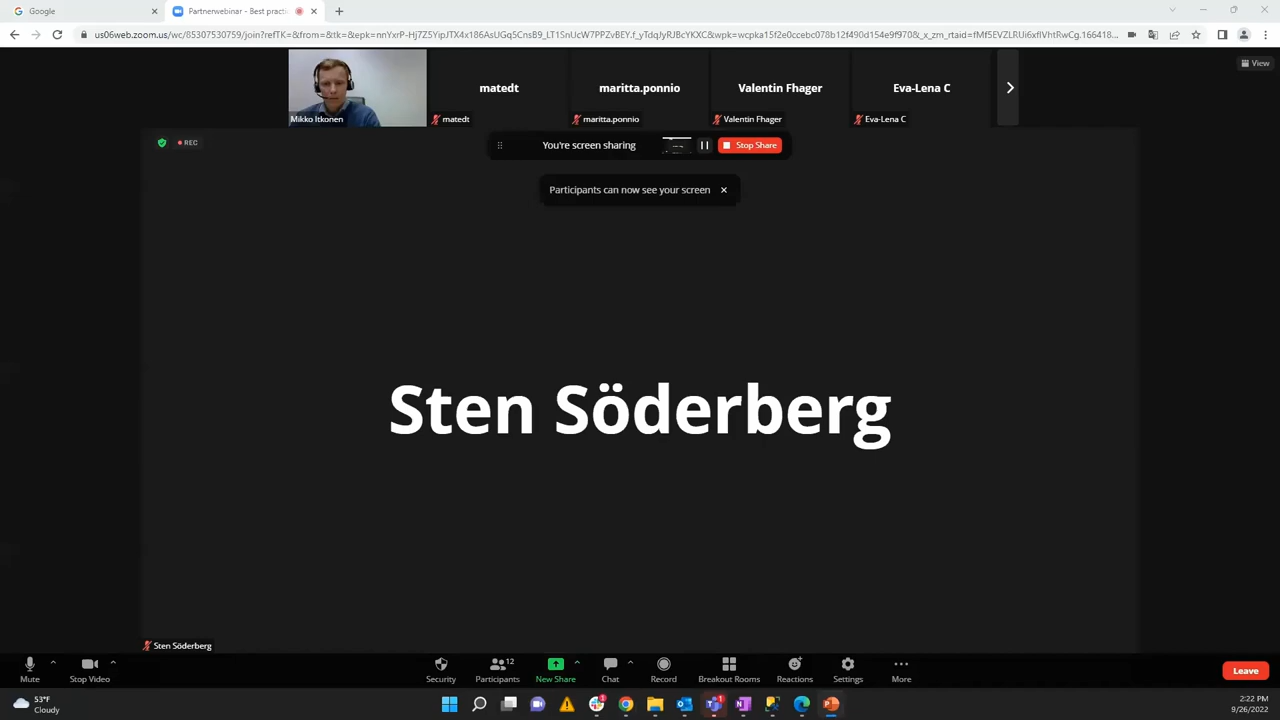 Google
Partnerwebinar - Best practi
us06web.zoom.us/wc/85307530759/join?refTK=&from=&tk=&epk=nnYxrP-Hj7Z5YipJTX4x186AsUGq5CnsB9_LT1SnUcW7PPZvBEY.f_yTdqJyRJBcYKXC&wpk=wcpka15f2e0ccebc078b12f490d154e9f970&_x_zm_rtaid=fMf5EVZLRUi6xfIVhtRwCg.166418...
View
matedt
maritta.ponnio
Valentin Fhager
Eva-Lena C
Mikko Itkonen
matedt
maritta.ponnio
Valentin Fhager
Eva-Lena C
REC
You're screen sharing
Stop Share
Participants can now see your screen
Sten Söderberg
Sten Söderberg
Mute
Stop Video
Security
12
Participants
New Share
Chat
Record
Breakout Rooms
Reactions
Settings
More
Leave
53°F
Cloudy
2:22 PM
9/26/2022